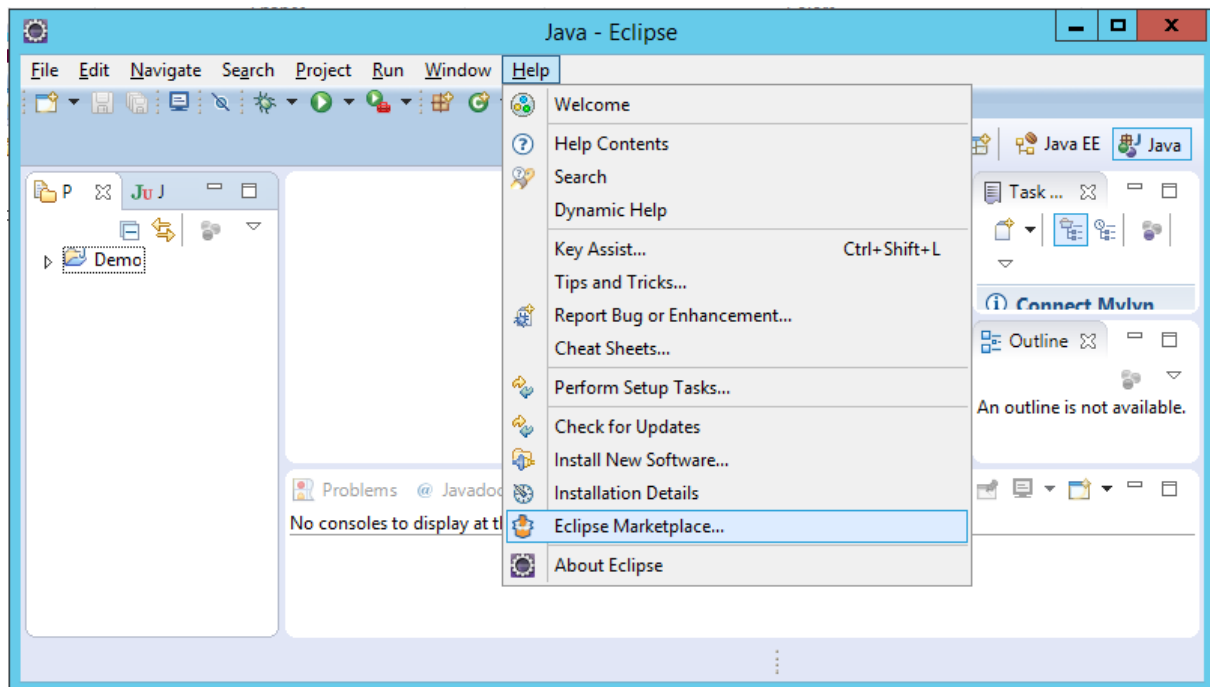 Java - Eclipse
File Edit Navigate Search Project Run Window Help
Welcome
Help Contents
Search
Dynamic Help
Key Assist... Ctrl+Shift+L
Tips and Tricks...
Report Bug or Enhancement...
Cheat Sheets...
Perform Setup Tasks...
Check for Updates
Install New Software...
Installation Details
Eclipse Marketplace...
About Eclipse
Java EE Java
P JU J
Demo
Task ...
Connect Mylyn
Outline
An outline is not available.
Problems @ Javadoc
No consoles to display at t